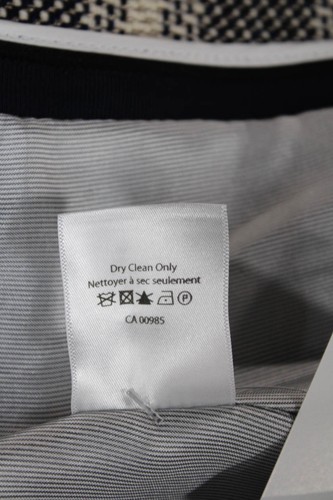 Dry Clean Only
Nettoyer à sec seulement
P
CA 00985